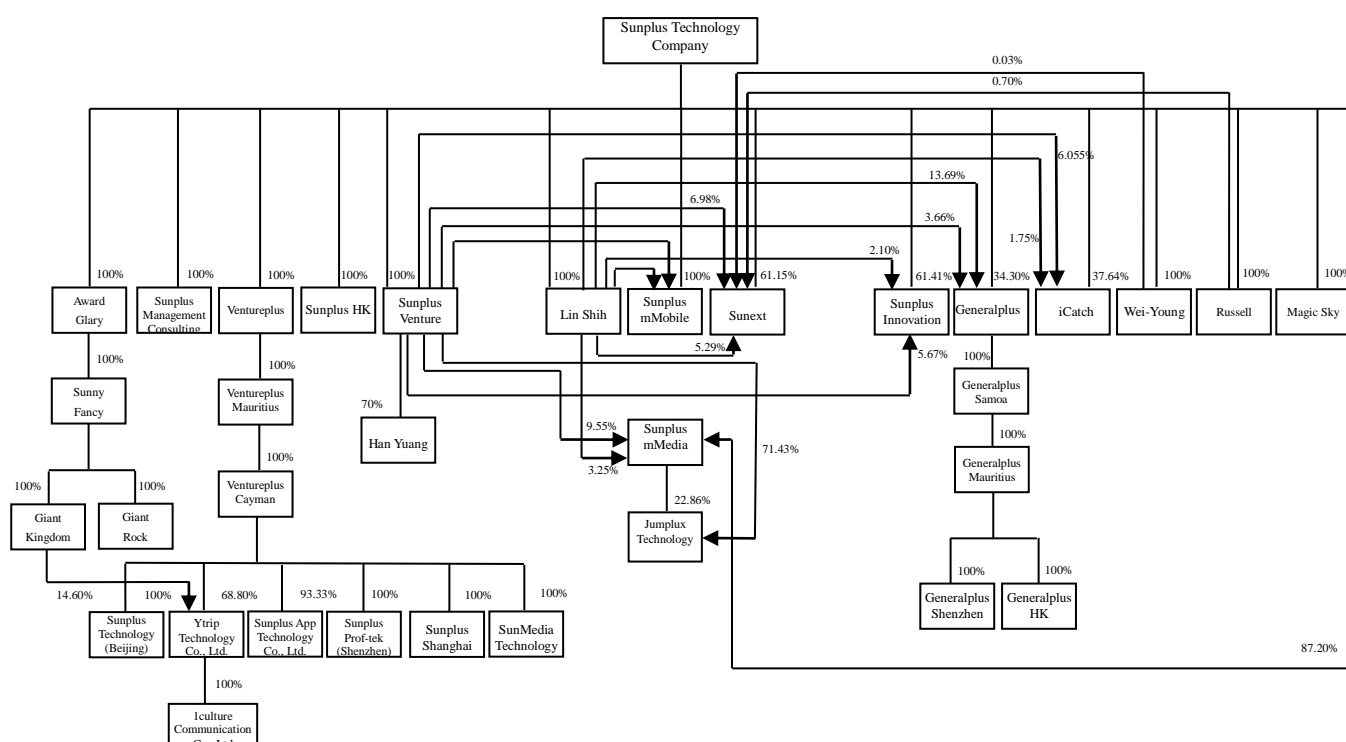 Sunplus Technology
Company
0.03%
0.70%
6.055%
13.69%
6.98%
3.66%
1.75%
2.10%
100%
100%
100%
100%
100%
100%
100%
61.15%
61.41%
34.30%
37.64%
100%
100%
100%
Award
Glary
Sunplus
Management
Consulting
Ventureplus
Sunplus HK
Sunplus
Venture
Lin Shih
Sunplus
mMobile
Sunext
Sunplus
Innovation
Generalplus
iCatch
Wei-Young
Russell
Magic Sky
5.29%
5.67%
100%
100%
100%
Sunny
Fancy
Ventureplus
Mauritius
Generalplus
Samoa
70%
Han Yuang
9.55%
3.25%
Sunplus
mMedia
71.43%
100%
Generalplus
Mauritius
100%
100%
100%
Ventureplus
Cayman
22.86%
Giant
Kingdom
Giant
Rock
Jumplux
Technology
14.60%
100%
68.80%
93.33%
100%
100%
100%
100%
100%
Sunplus
Technology
(Beijing)
Ytrip
Technology
Co., Ltd.
Sunplus App
Technology
Co., Ltd.
Sunplus
Prof-tek
(Shenzhen)
Sunplus
Shanghai
SunMedia
Technology
Generalplus
Shenzhen
Generalplus
HK
87.20%
100%
1culture
Communication